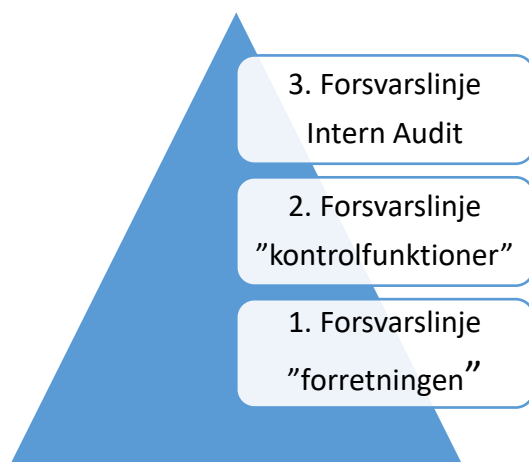 3. Forsvarslinje
Intern Audit
2. Forsvarslinje
”kontrolfunktioner”
1. Forsvarslinje
”forretningen”